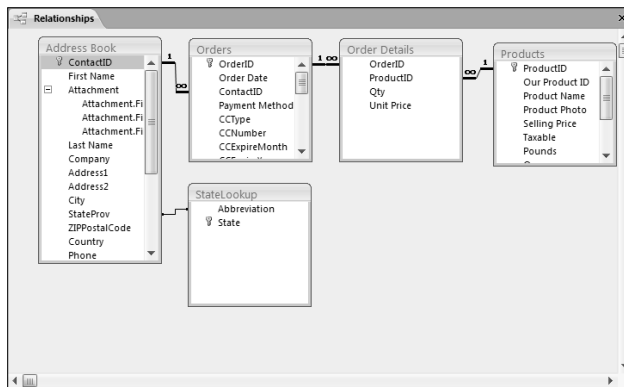 Relationships
Address Book
ContactID
First Name
Attachment
Attachment.Fi
Attachment.Fi
Attachment.Fi
Last Name
Company
Address1
Address2
City
StateProv
ZIPPostalCode
Country
Phone
1
∞
Orders
OrderID
Order Date
ContactID
Payment Method
CCType
CCNumber
CCExpireMonth
1
∞
Order Details
OrderID
ProductID
Qty
Unit Price
∞
1
Products
ProductID
Our Product ID
Product Name
Product Photo
Selling Price
Taxable
Pounds
StateLookup
Abbreviation
State